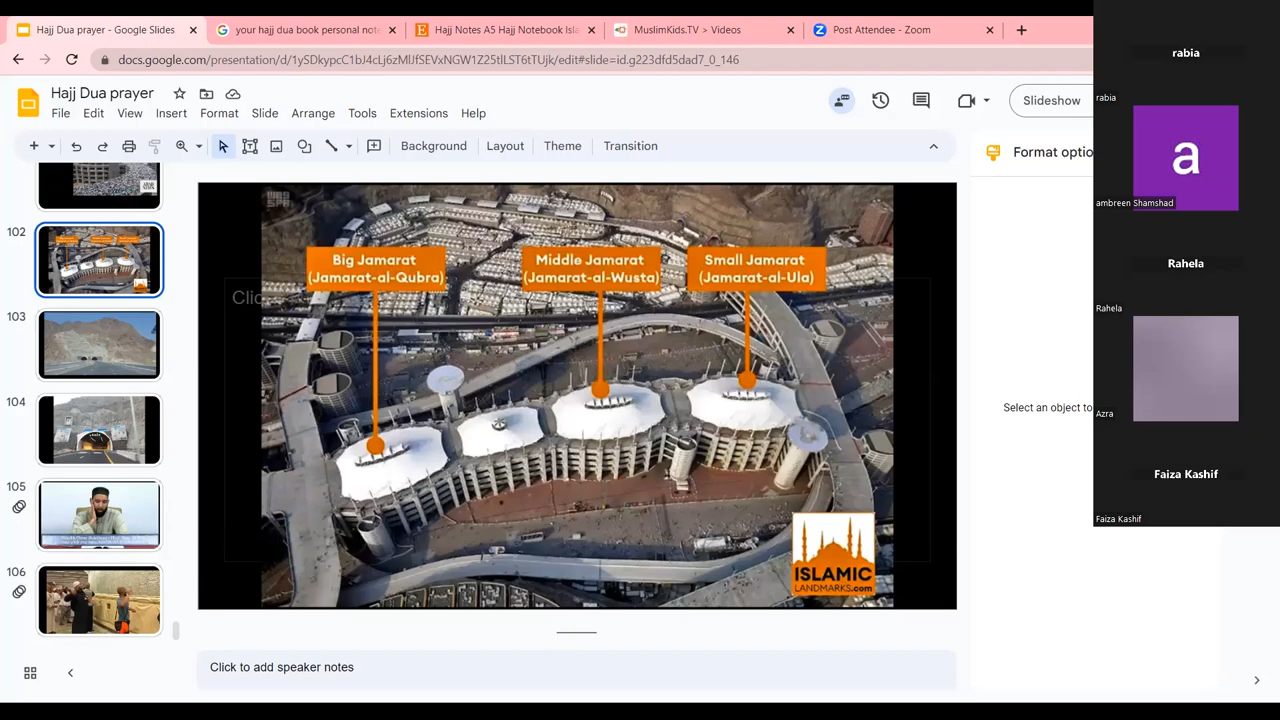 Hajj Dua prayer - Google Slides
your hajj dua book personal not
Hajj Notes A5 Hajj Notebook Isl
MuslimKids.TV > Videos
Post Attendee - Zoom
docs.google.com/presentation/d/1ySDkypcC1bJ4cLj6zMlJfSEVxNGW1Z25tlLST6tTUjk/edit#slide=id.g223dfd5dad7_0_146
Hajj Dua prayer
File Edit View Insert Format Slide Arrange Tools Extensions Help
Slideshow
Background Layout Theme Transition
Format optio
102
103
104
105
106
Big Jamarat
(Jamarat-al-Qubra)
Middle Jamarat
(Jamarat-al-Wusta)
Small Jamarat
(Jamarat-al-Ula)
Clic
ISLAMIC
LANDMARKS.com
Select an object to
Click to add speaker notes
rabia
rabia
a
ambreen Shamshad
Rahela
Rahela
Azra
Faiza Kashif
Faiza Kashif